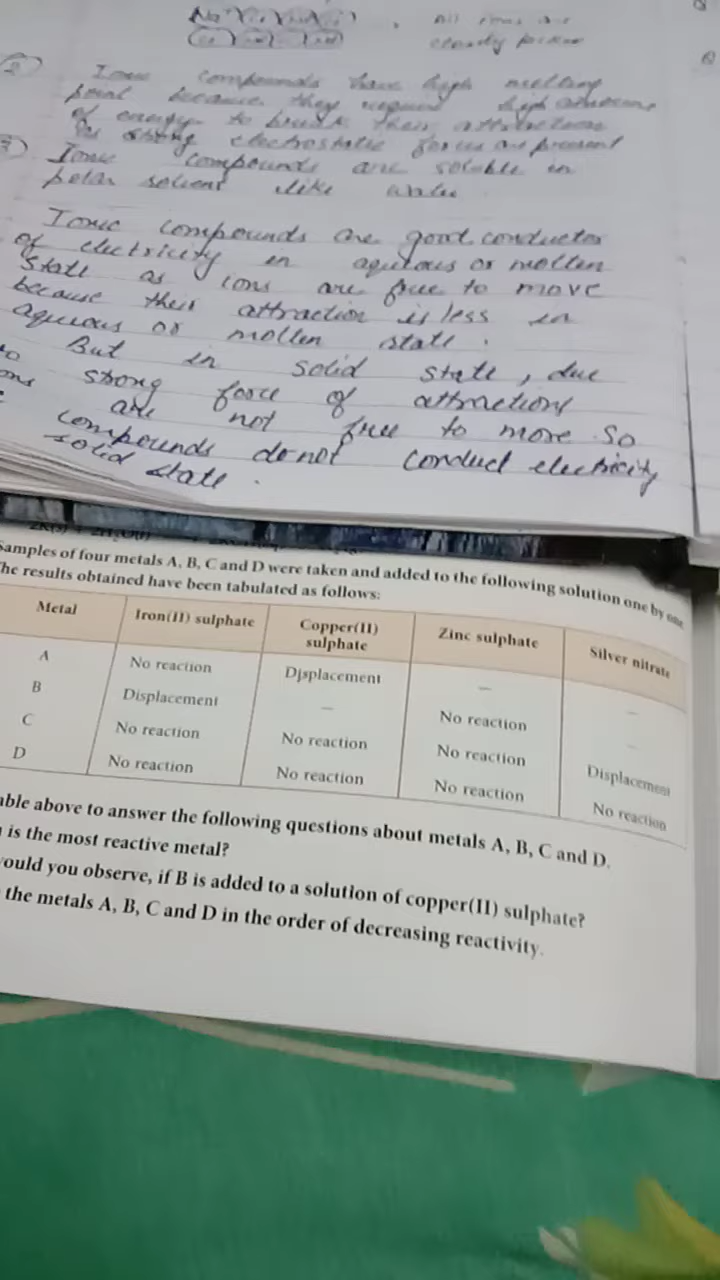 All ions are
closely packed
Ionic compounds have high melting
point because they require high amount
of energy to break their attraction
as strong electrostatic forces are present
Ionic compounds are soluble in
polar solvent like water
Ionic compounds are good conductor
of electricity in aqutous or mollen
state as ions are free to move
because their attraction is less in
aqueous or mollen state .
But in solid state , due
to strong force of attraction
ons are not free to move so
compounds do not conduct electricity
solid state .
Samples of four metals A, B, C and D were taken and added to the following solution one by one
he results obtained have been tabulated as follows:
Metal Iron(II) sulphate Copper(II) sulphate Zinc sulphate Silver nitrate
A No reaction Displacement — —
B Displacement — No reaction —
C No reaction No reaction No reaction Displacement
D No reaction No reaction No reaction No reaction
able above to answer the following questions about metals A, B, C and D.
is the most reactive metal?
ould you observe, if B is added to a solution of copper(II) sulphate?
the metals A, B, C and D in the order of decreasing reactivity.